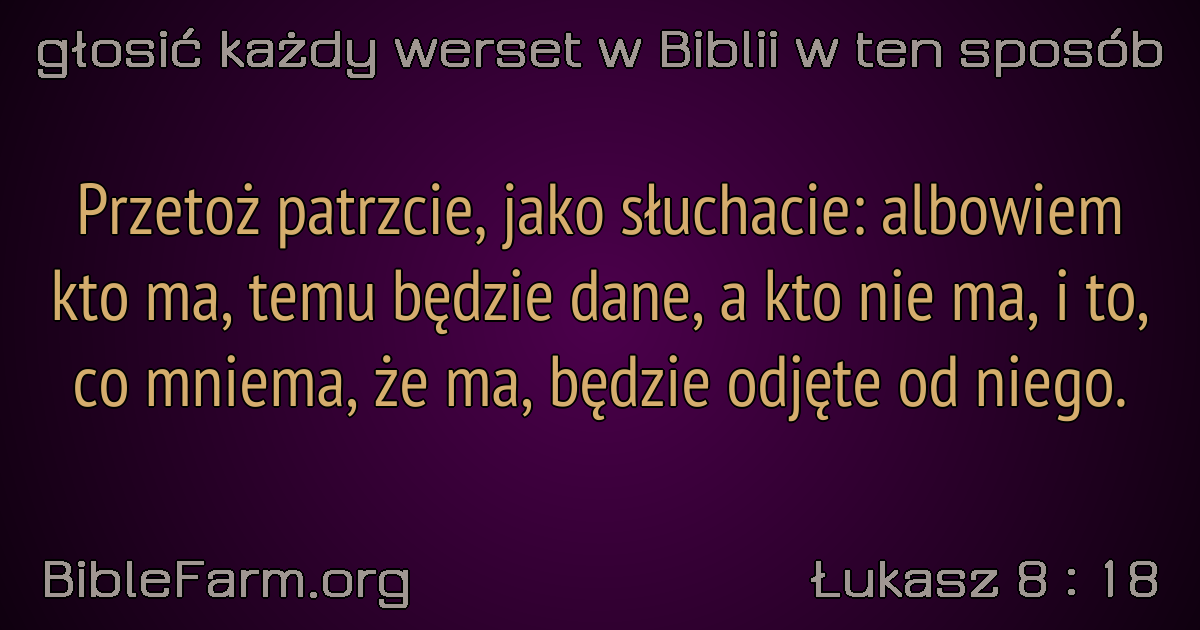 głosić każdy werset w Biblii w ten sposób
Przetoż patrzcie, jako słuchacie: albowiem
kto ma, temu będzie dane, a kto nie ma, i to,
co mniema, że ma, będzie odjęte od niego.
BibleFarm.org
Łukasz 8 : 18